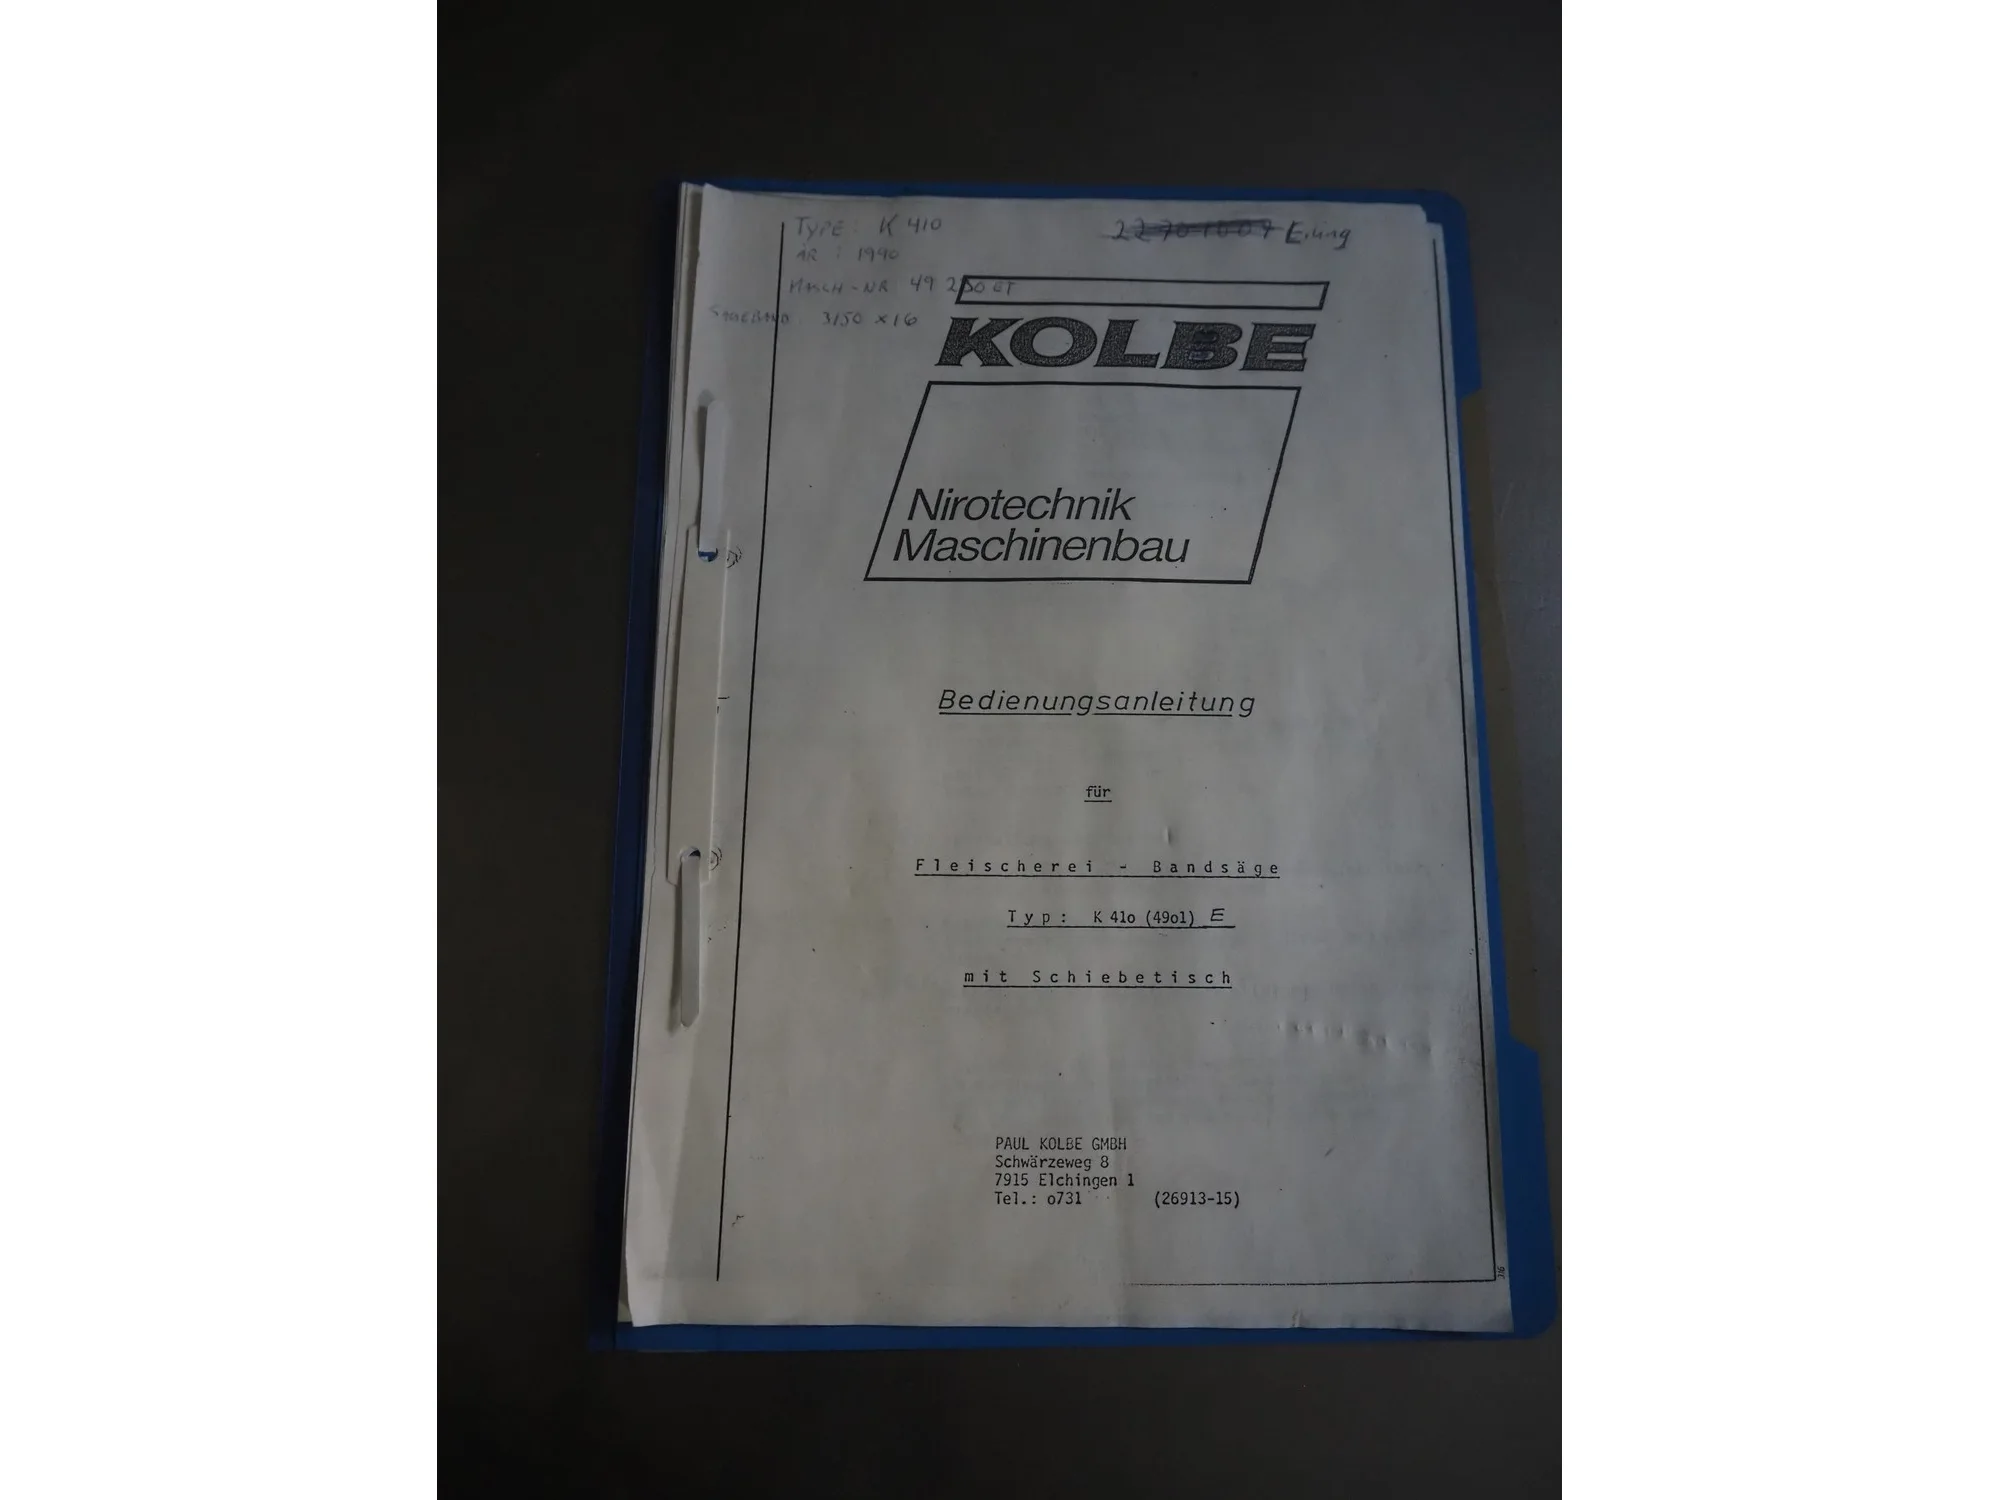 TYPE: K 410
ÅR : 1990
MASCH-NR 49 ET
3150 x 16
KOLBE
Nirotechnik
Maschinenbau
Bedienungsanleitung
für
Fleischerei - Bandsäge
Typ: K 41o (49o1) E
mit Schiebetisch
PAUL KOLBE GMBH
Schwärzeweg 8
7915 Elchingen 1
Tel.: o731 (26913-15)